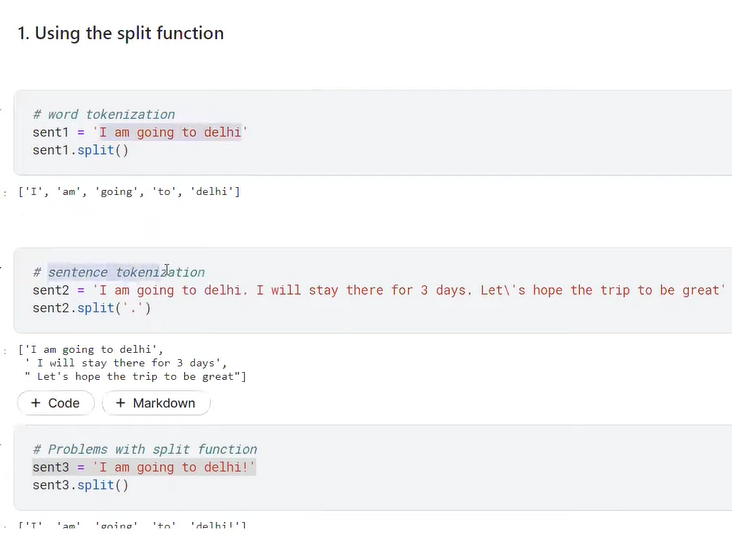 1. Using the split function
# word tokenization
sent1 = 'I am going to delhi'
sent1.split()
['I', 'am', 'going', 'to', 'delhi']
# sentence tokenization
sent2 = 'I am going to delhi. I will stay there for 3 days. Let\'s hope the trip to be great'
sent2.split('.')
['I am going to delhi',
' I will stay there for 3 days',
" Let's hope the trip to be great"]
+ Code + Markdown
# Problems with split function
sent3 = 'I am going to delhi!'
sent3.split()
['I', 'am', 'going', 'to', 'delhi!']